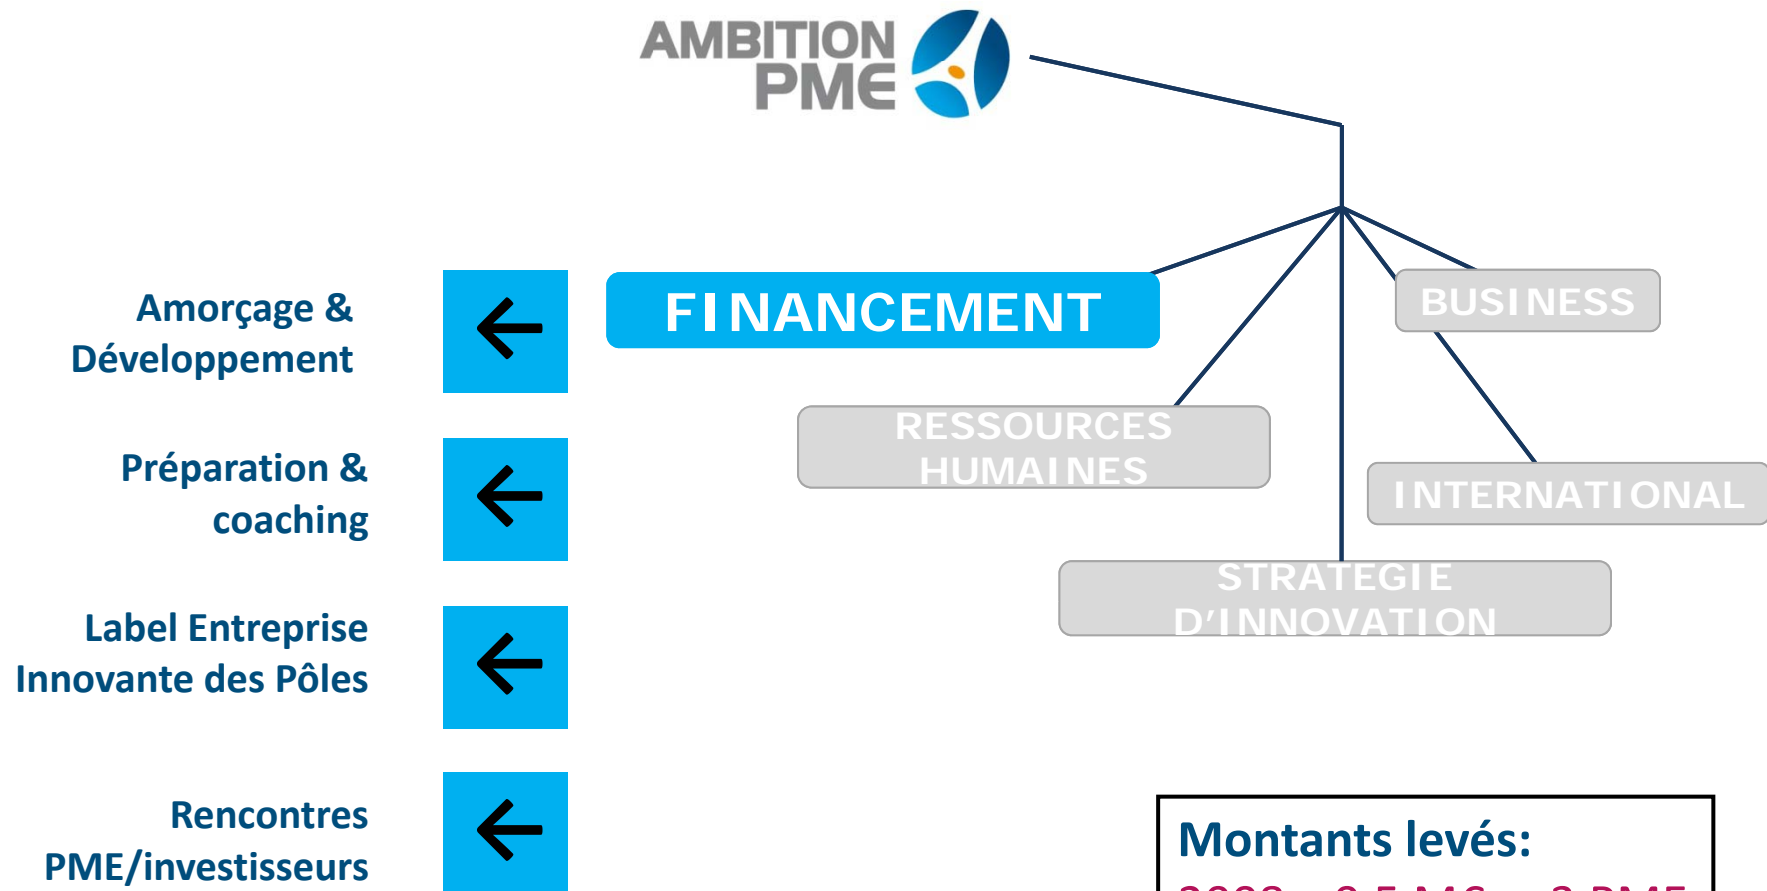 AMBITION
PME
FINANCEMENT
BUSINESS
RESSOURCES
HUMAINES
INTERNATIONAL
STRATEGIE
D'INNOVATION
Amorçage &
Développement
Préparation &
coaching
Label Entreprise
Innovante des Pôles
Rencontres
PME/investisseurs
Montants levés: